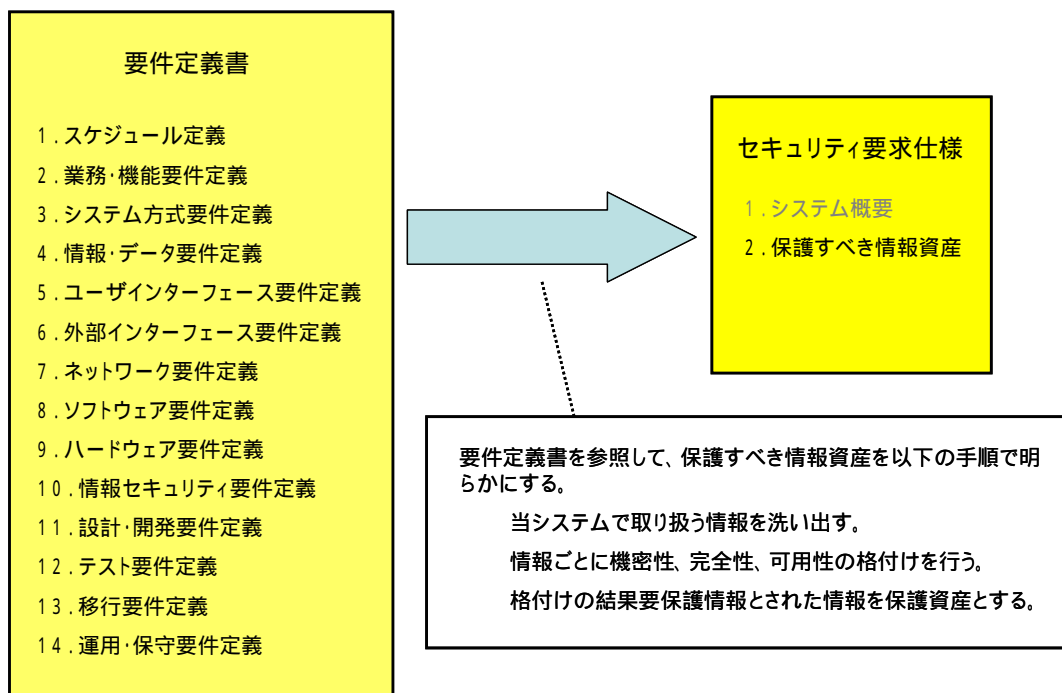 要件定義書
1.スケジュール定義
2.業務・機能要件定義
3.システム方式要件定義
4.情報・データ要件定義
5.ユーザインターフェース要件定義
6.外部インターフェース要件定義
7.ネットワーク要件定義
8.ソフトウェア要件定義
9.ハードウェア要件定義
10.情報セキュリティ要件定義
11.設計・開発要件定義
12.テスト要件定義
13.移行要件定義
14.運用・保守要件定義
セキュリティ要求仕様
1.システム概要
2.保護すべき情報資産
要件定義書を参照して、保護すべき情報資産を以下の手順で明
らかにする。
当システムで取り扱う情報を洗い出す。
情報ごとに機密性、完全性、可用性の格付けを行う。
格付けの結果要保護情報とされた情報を保護資産とする。